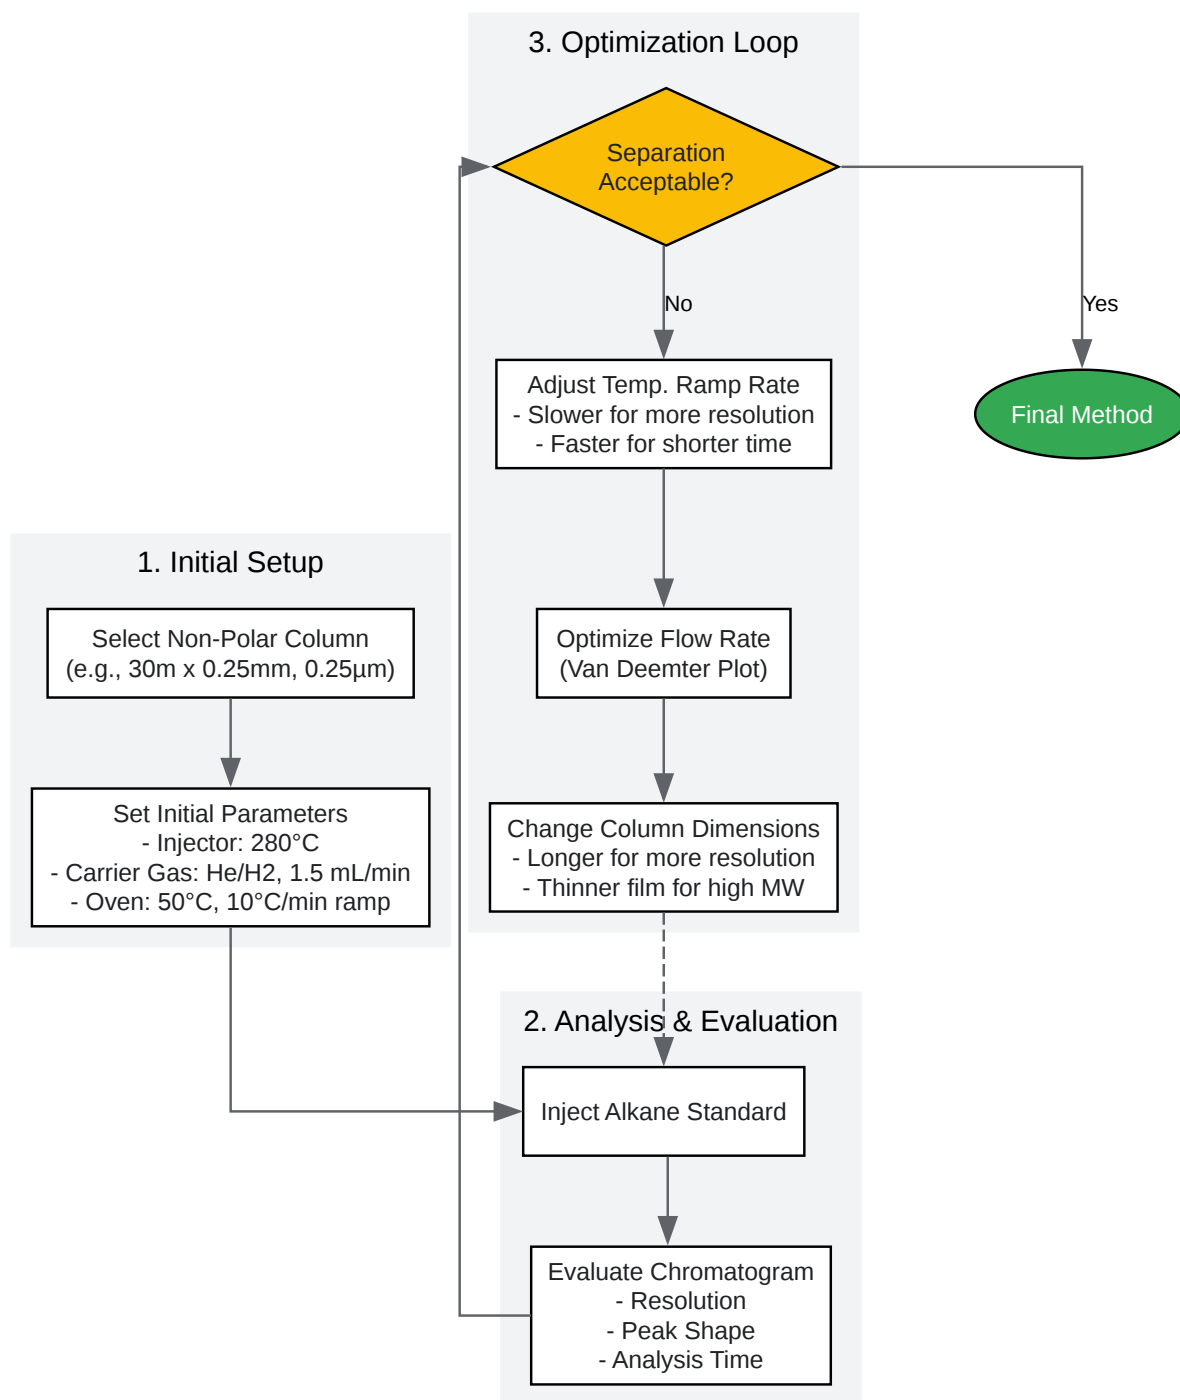 3. Optimization Loop
Separation
Acceptable?
No
Yes
Adjust Temp. Ramp Rate
- Slower for more resolution
- Faster for shorter time
Final Method
1. Initial Setup
Select Non-Polar Column
(e.g., 30m x 0.25mm, 0.25µm)
Optimize Flow Rate
(Van Deemter Plot)
Set Initial Parameters
- Injector: 280°C
- Carrier Gas: He/H2, 1.5 mL/min
- Oven: 50°C, 10°C/min ramp
Change Column Dimensions
- Longer for more resolution
- Thinner film for high MW
2. Analysis & Evaluation
Inject Alkane Standard
Evaluate Chromatogram
- Resolution
- Peak Shape
- Analysis Time